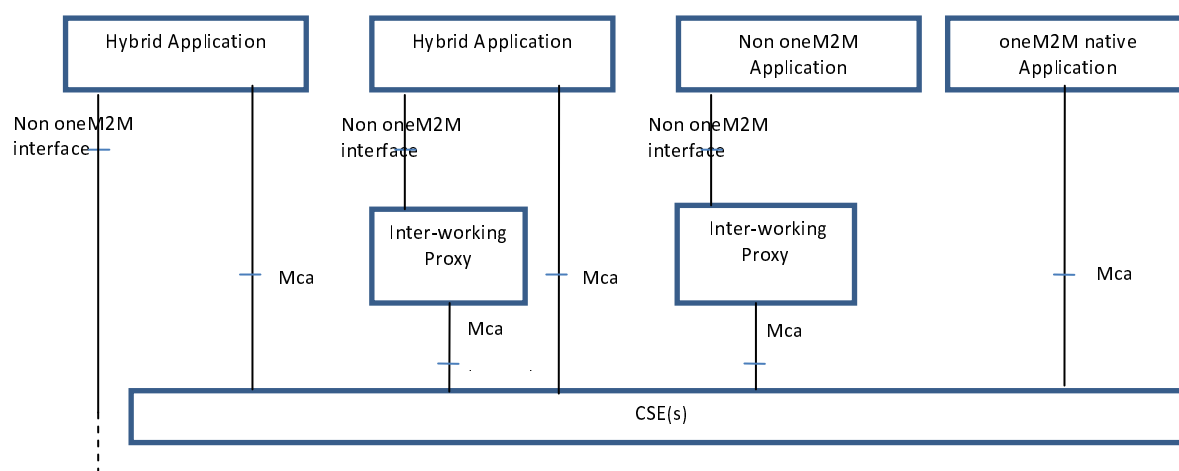 Hybrid Application
Hybrid Application
Non oneM2M
Application
oneM2M native
Application
Non oneM2M
interface
Non oneM2M
interface
Non oneM2M
interface
Inter-working
Proxy
Inter-working
Proxy
Mca
Mca
Mca
Mca
Mca
CSE(s)